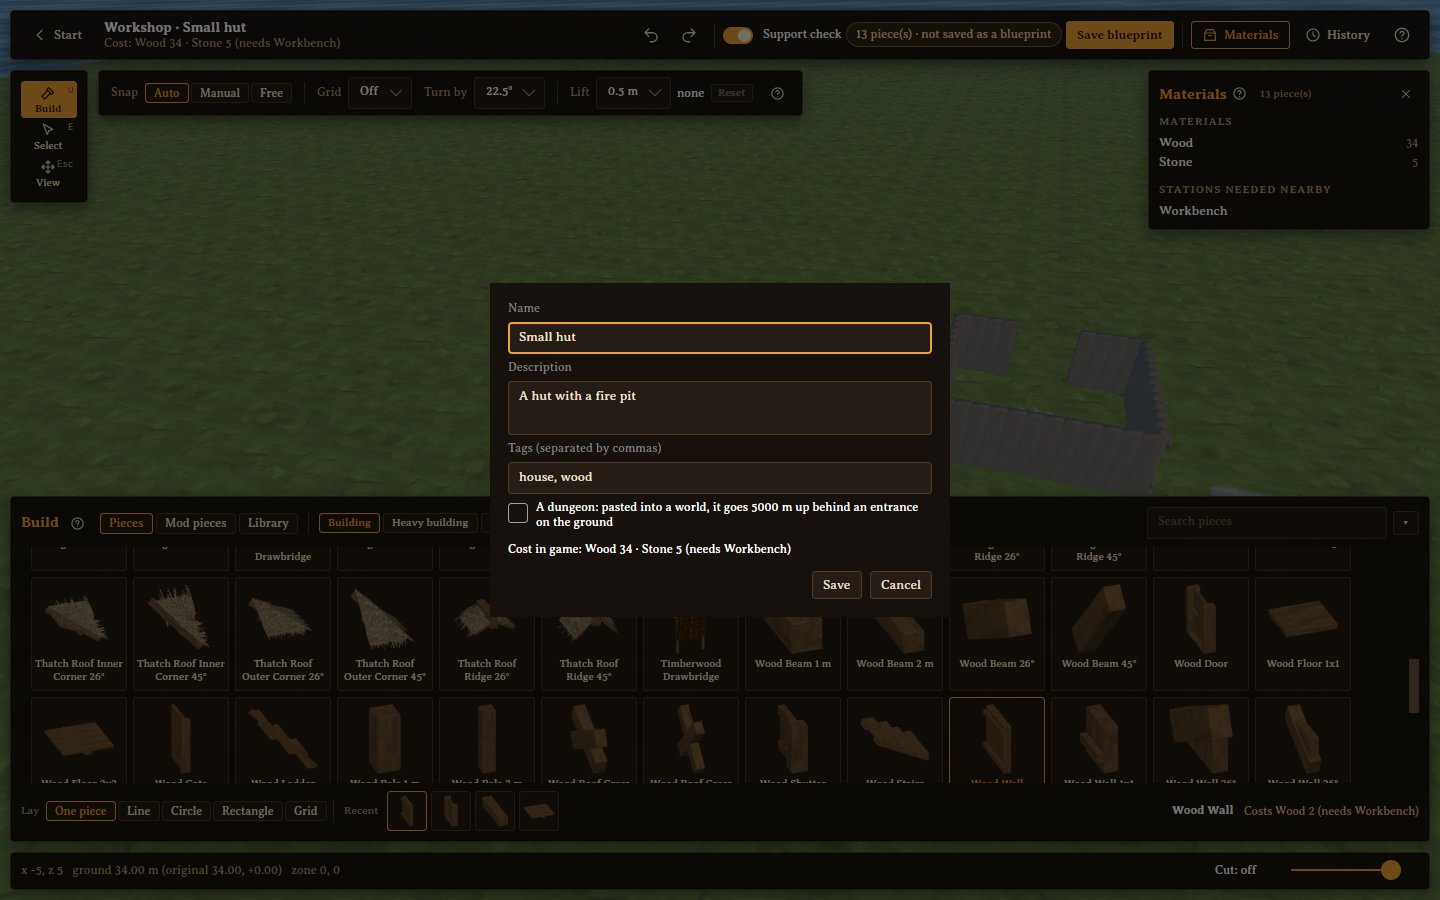 Start
Workshop · Small hut
Cost: Wood 34 · Stone 5 (needs Workbench)
Support check
13 piece(s) · not saved as a blueprint
Save blueprint
Materials
History
Build
U
Select
E
View
Esc
Snap
Auto
Manual
Free
Grid
Off
Turn by
22.5°
Lift
0.5 m
none
Reset
Materials
13 piece(s)
MATERIALS
Wood
34
Stone
5
STATIONS NEEDED NEARBY
Workbench
Name
Small hut
Description
A hut with a fire pit
Tags (separated by commas)
house, wood
A dungeon: pasted into a world, it goes 5000 m up behind an entrance
on the ground
Cost in game: Wood 34 · Stone 5 (needs Workbench)
Save
Cancel
Build
Pieces
Mod pieces
Library
Building
Heavy building
Search pieces
Drawbridge
Ridge 26°
Ridge 45°
Thatch Roof Inner
Corner 26°
Thatch Roof Inner
Corner 45°
Thatch Roof
Outer Corner 26°
Thatch Roof
Outer Corner 45°
Thatch Roof
Ridge 26°
Thatch Roof
Ridge 45°
Timberwood
Drawbridge
Wood Beam 1 m
Wood Beam 2 m
Wood Beam 26°
Wood Beam 45°
Wood Door
Wood Floor 1x1
Lay
One piece
Line
Circle
Rectangle
Grid
Recent
Wood Wall
Costs Wood 2 (needs Workbench)
x -5, z 5
ground 34.00 m (original 34.00, +0.00)
zone 0, 0
Cut: off